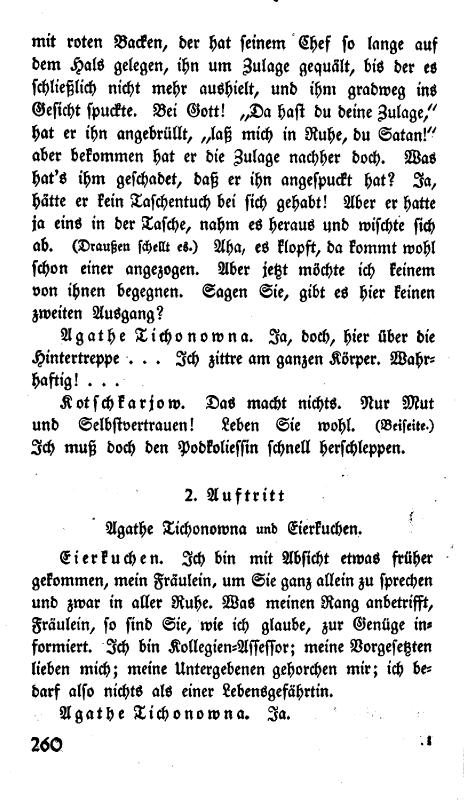 mit roten Backen, der hat seinem Chef so lange auf
dem Hals gelegen, ihn um Zulage gequält, bis der es
schließlich nicht mehr aushielt, und ihm gradweg ins
Gesicht spuckte. Bei Gott! „Da hast du deine Zulage,“
hat er ihn angebrüllt, „laß mich in Ruhe, du Satan!“
aber bekommen hat er die Zulage nachher doch. Was
hat's ihm geschadet, daß er ihn angespuckt hat? Ja,
hätte er kein Taschentuch bei sich gehabt! Aber er hatte
ja eins in der Tasche, nahm es heraus und wischte sich
ab. (Draußen schellt es.) Aha, es klopft, da kommt wohl
schon einer angezogen. Aber jetzt möchte ich keinem
von ihnen begegnen. Sagen Sie, gibt es hier keinen
zweiten Ausgang?
Agathe Tichonowna. Ja, doch, hier über die
Hintertreppe . . . Ich zittre am ganzen Körper. Wahr-
haftig! . . .
Kotschkarjow. Das macht nichts. Nur Mut
und Selbstvertrauen! Leben Sie wohl. (Beiseite.)
Ich muß doch den Podkoliessin schnell herschleppen.
2. Auftritt
Agathe Tichonowna und Eierkuchen.
Eierkuchen. Ich bin mit Absicht etwas früher
gekommen, mein Fräulein, um Sie ganz allein zu sprechen
und zwar in aller Ruhe. Was meinen Rang anbetrifft,
Fräulein, so sind Sie, wie ich glaube, zur Genüge in-
formiert. Ich bin Kollegien-Assessor; meine Vorgesetzten
lieben mich; meine Untergebenen gehorchen mir; ich be-
darf also nichts als einer Lebensgefährtin.
Agathe Tichonowna. Ja.
260